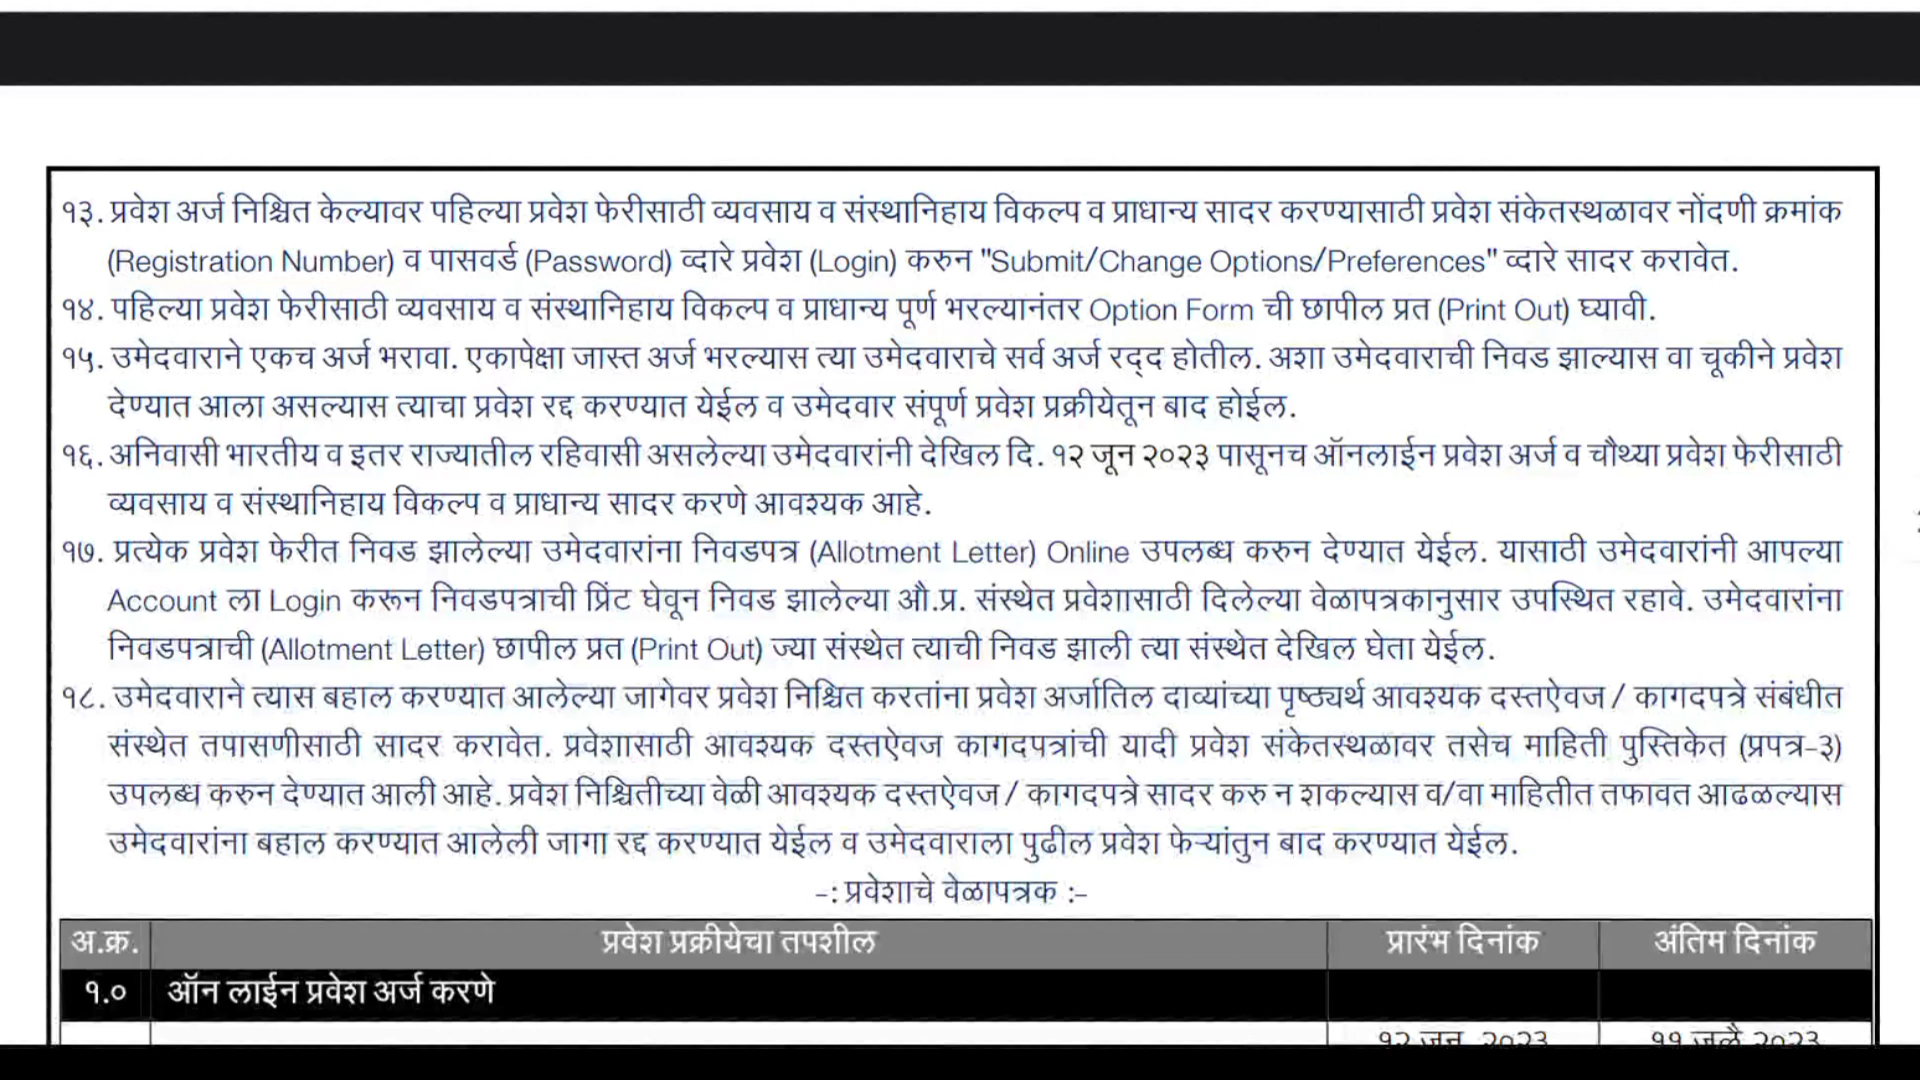 १३. प्रवेश अर्ज निश्चित केल्यावर पहिल्या प्रवेश फेरीसाठी व्यवसाय व संस्थानिहाय विकल्प व प्राधान्य सादर करण्यासाठी प्रवेश संकेतस्थळावर नोंदणी क्रमांक
(Registration Number) व पासवर्ड (Password) व्दारे प्रवेश (Login) करुन "Submit/Change Options/Preferences" व्दारे सादर करावेत.
१४. पहिल्या प्रवेश फेरीसाठी व्यवसाय व संस्थानिहाय विकल्प व प्राधान्य पूर्ण भरल्यानंतर Option Form ची छापील प्रत (Print Out) घ्यावी.
१५. उमेदवाराने एकच अर्ज भरावा. एकापेक्षा जास्त अर्ज भरल्यास त्या उमेदवाराचे सर्व अर्ज रद्द होतील. अशा उमेदवाराची निवड झाल्यास वा चूकीने प्रवेश
देण्यात आला असल्यास त्याचा प्रवेश रद्द करण्यात येईल व उमेदवार संपूर्ण प्रवेश प्रक्रीयेतून बाद होईल.
१६. अनिवासी भारतीय व इतर राज्यातील रहिवासी असलेल्या उमेदवारांनी देखिल दि. १२ जून २०२३ पासूनच ऑनलाईन प्रवेश अर्ज व चौथ्या प्रवेश फेरीसाठी
व्यवसाय व संस्थानिहाय विकल्प व प्राधान्य सादर करणे आवश्यक आहे.
१७. प्रत्येक प्रवेश फेरीत निवड झालेल्या उमेदवारांना निवडपत्र (Allotment Letter) Online उपलब्ध करुन देण्यात येईल. यासाठी उमेदवारांनी आपल्या
Account ला Login करून निवडपत्राची प्रिंट घेवून निवड झालेल्या औ.प्र. संस्थेत प्रवेशासाठी दिलेल्या वेळापत्रकानुसार उपस्थित रहावे. उमेदवारांना
निवडपत्राची (Allotment Letter) छापील प्रत (Print Out) ज्या संस्थेत त्याची निवड झाली त्या संस्थेत देखिल घेता येईल.
१८. उमेदवाराने त्यास बहाल करण्यात आलेल्या जागेवर प्रवेश निश्चित करतांना प्रवेश अर्जातिल दाव्यांच्या पृष्ठ्यर्थ आवश्यक दस्तऐवज / कागदपत्रे संबंधीत
संस्थेत तपासणीसाठी सादर करावेत. प्रवेशासाठी आवश्यक दस्तऐवज कागदपत्रांची यादी प्रवेश संकेतस्थळावर तसेच माहिती पुस्तिकेत (प्रपत्र-३)
उपलब्ध करुन देण्यात आली आहे. प्रवेश निश्चितीच्या वेळी आवश्यक दस्तऐवज / कागदपत्रे सादर करु न शकल्यास व/वा माहितीत तफावत आढळल्यास
उमेदवारांना बहाल करण्यात आलेली जागा रद्द करण्यात येईल व उमेदवाराला पुढील प्रवेश फेऱ्यांतुन बाद करण्यात येईल.
-: प्रवेशाचे वेळापत्रक :-
अ.क्र. प्रवेश प्रक्रीयेचा तपशील प्रारंभ दिनांक अंतिम दिनांक
१.० ऑन लाईन प्रवेश अर्ज करणे
१२ जून, २०२३ ११ जुलै २०२३